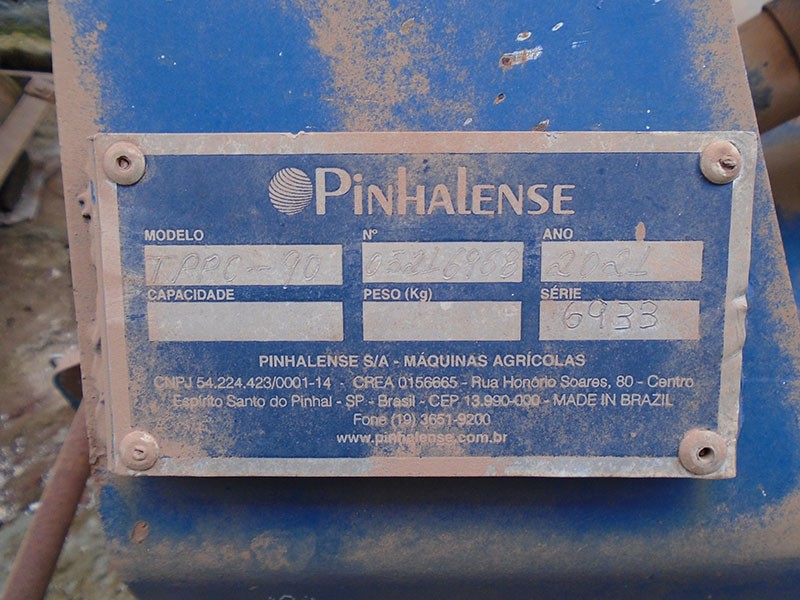 PINHALENSE
MODELO Nº ANO
2021
CAPACIDADE PESO (Kg) SÉRIE
6933
PINHALENSE S/A - MÁQUINAS AGRÍCOLAS
CNPJ 54.224.423/0001-14 - CREA 0156665 - Rua Honório Soares, 80 - Centro
Espírito Santo do Pinhal - SP - Brasil - CEP 13.990-000 - MADE IN BRAZIL
Fone (19) 3651-9200
www.pinhalense.com.br